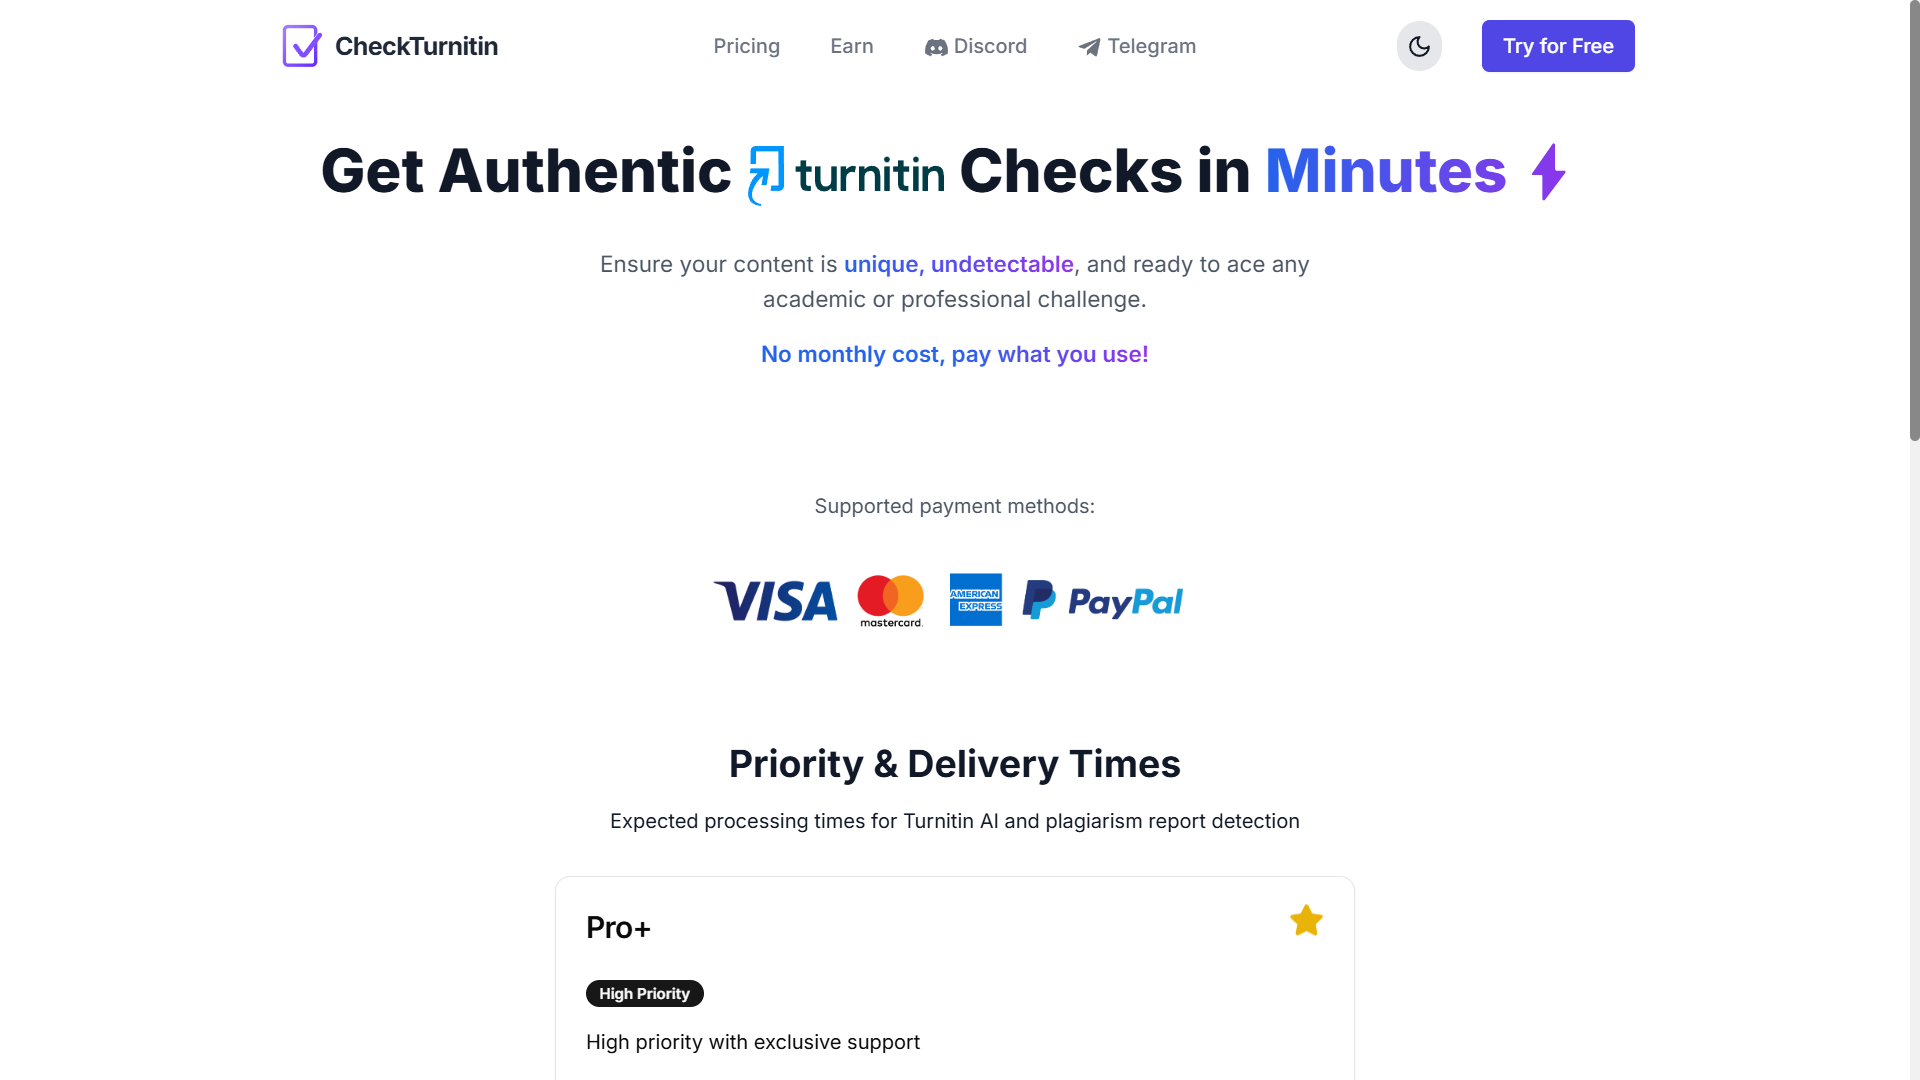 CheckTurnitin
Pricing
Earn
Discord
Telegram
Try for Free
Get Authentic turnitin Checks in Minutes
Ensure your content is unique, undetectable, and ready to ace any
academic or professional challenge.
No monthly cost, pay what you use!
Supported payment methods:
VISA
mastercard.
AMERICAN
EXPRESS
PayPal
Priority & Delivery Times
Expected processing times for Turnitin AI and plagiarism report detection
Pro+
High Priority
High priority with exclusive support